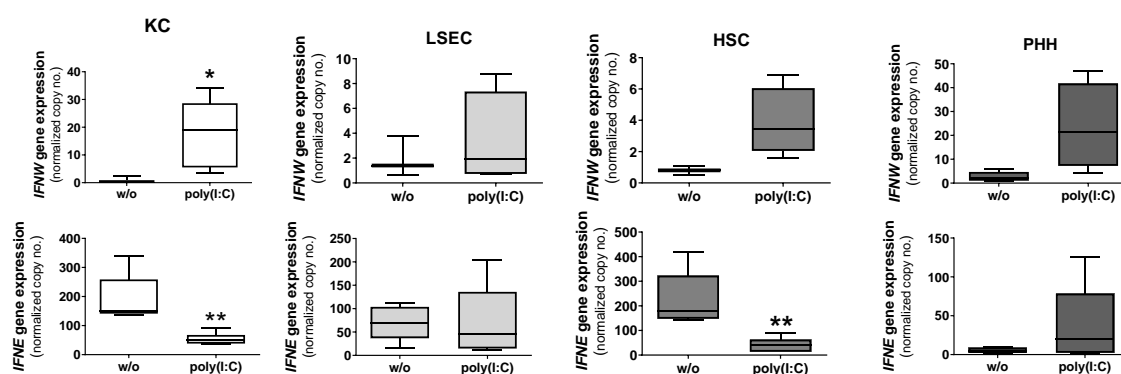 KC
LSEC
HSC
PHH
IFNW gene expression
(normalized copy no.)
40
30
20
10
0
*
w/o
poly(I:C)
IFNW gene expression
(normalized copy no.)
10
8
6
4
2
0
w/o
poly(I:C)
IFNW gene expression
(normalized copy no.)
8
6
4
2
0
w/o
poly(I:C)
IFNW gene expression
(normalized copy no.)
50
40
30
20
10
0
w/o
poly(I:C)
IFNE gene expression
(normalized copy no.)
400
300
200
100
0
**
w/o
poly(I:C)
IFNE gene expression
(normalized copy no.)
250
200
150
100
50
0
w/o
poly(I:C)
IFNE gene expression
(normalized copy no.)
500
400
300
200
100
0
**
w/o
poly(I:C)
IFNE gene expression
(normalized copy no.)
150
100
50
0
w/o
poly(I:C)